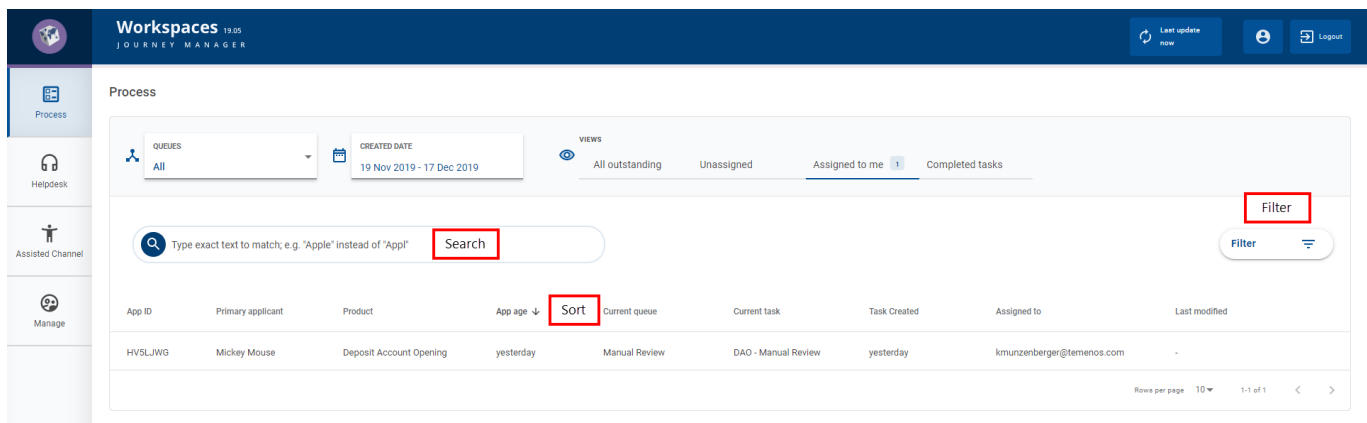 Workspaces 19.05
JOURNEY MANAGER
Last update
now
Logout
Process
Helpdesk
Assisted Channel
Manage
Process
QUEUES
All
CREATED DATE
19 Nov 2019 - 17 Dec 2019
VIEWS
All outstanding Unassigned Assigned to me 1 Completed tasks
Filter
Type exact text to match; e.g. "Apple" instead of "Appl"
Search
Filter
App ID Primary applicant Product App age Sort Current queue Current task Task Created Assigned to Last modified
HV5LJWG Mickey Mouse Deposit Account Opening yesterday Manual Review DAO - Manual Review yesterday kmunzenberger@temenos.com -
Rows per page 10 1-1 of 1